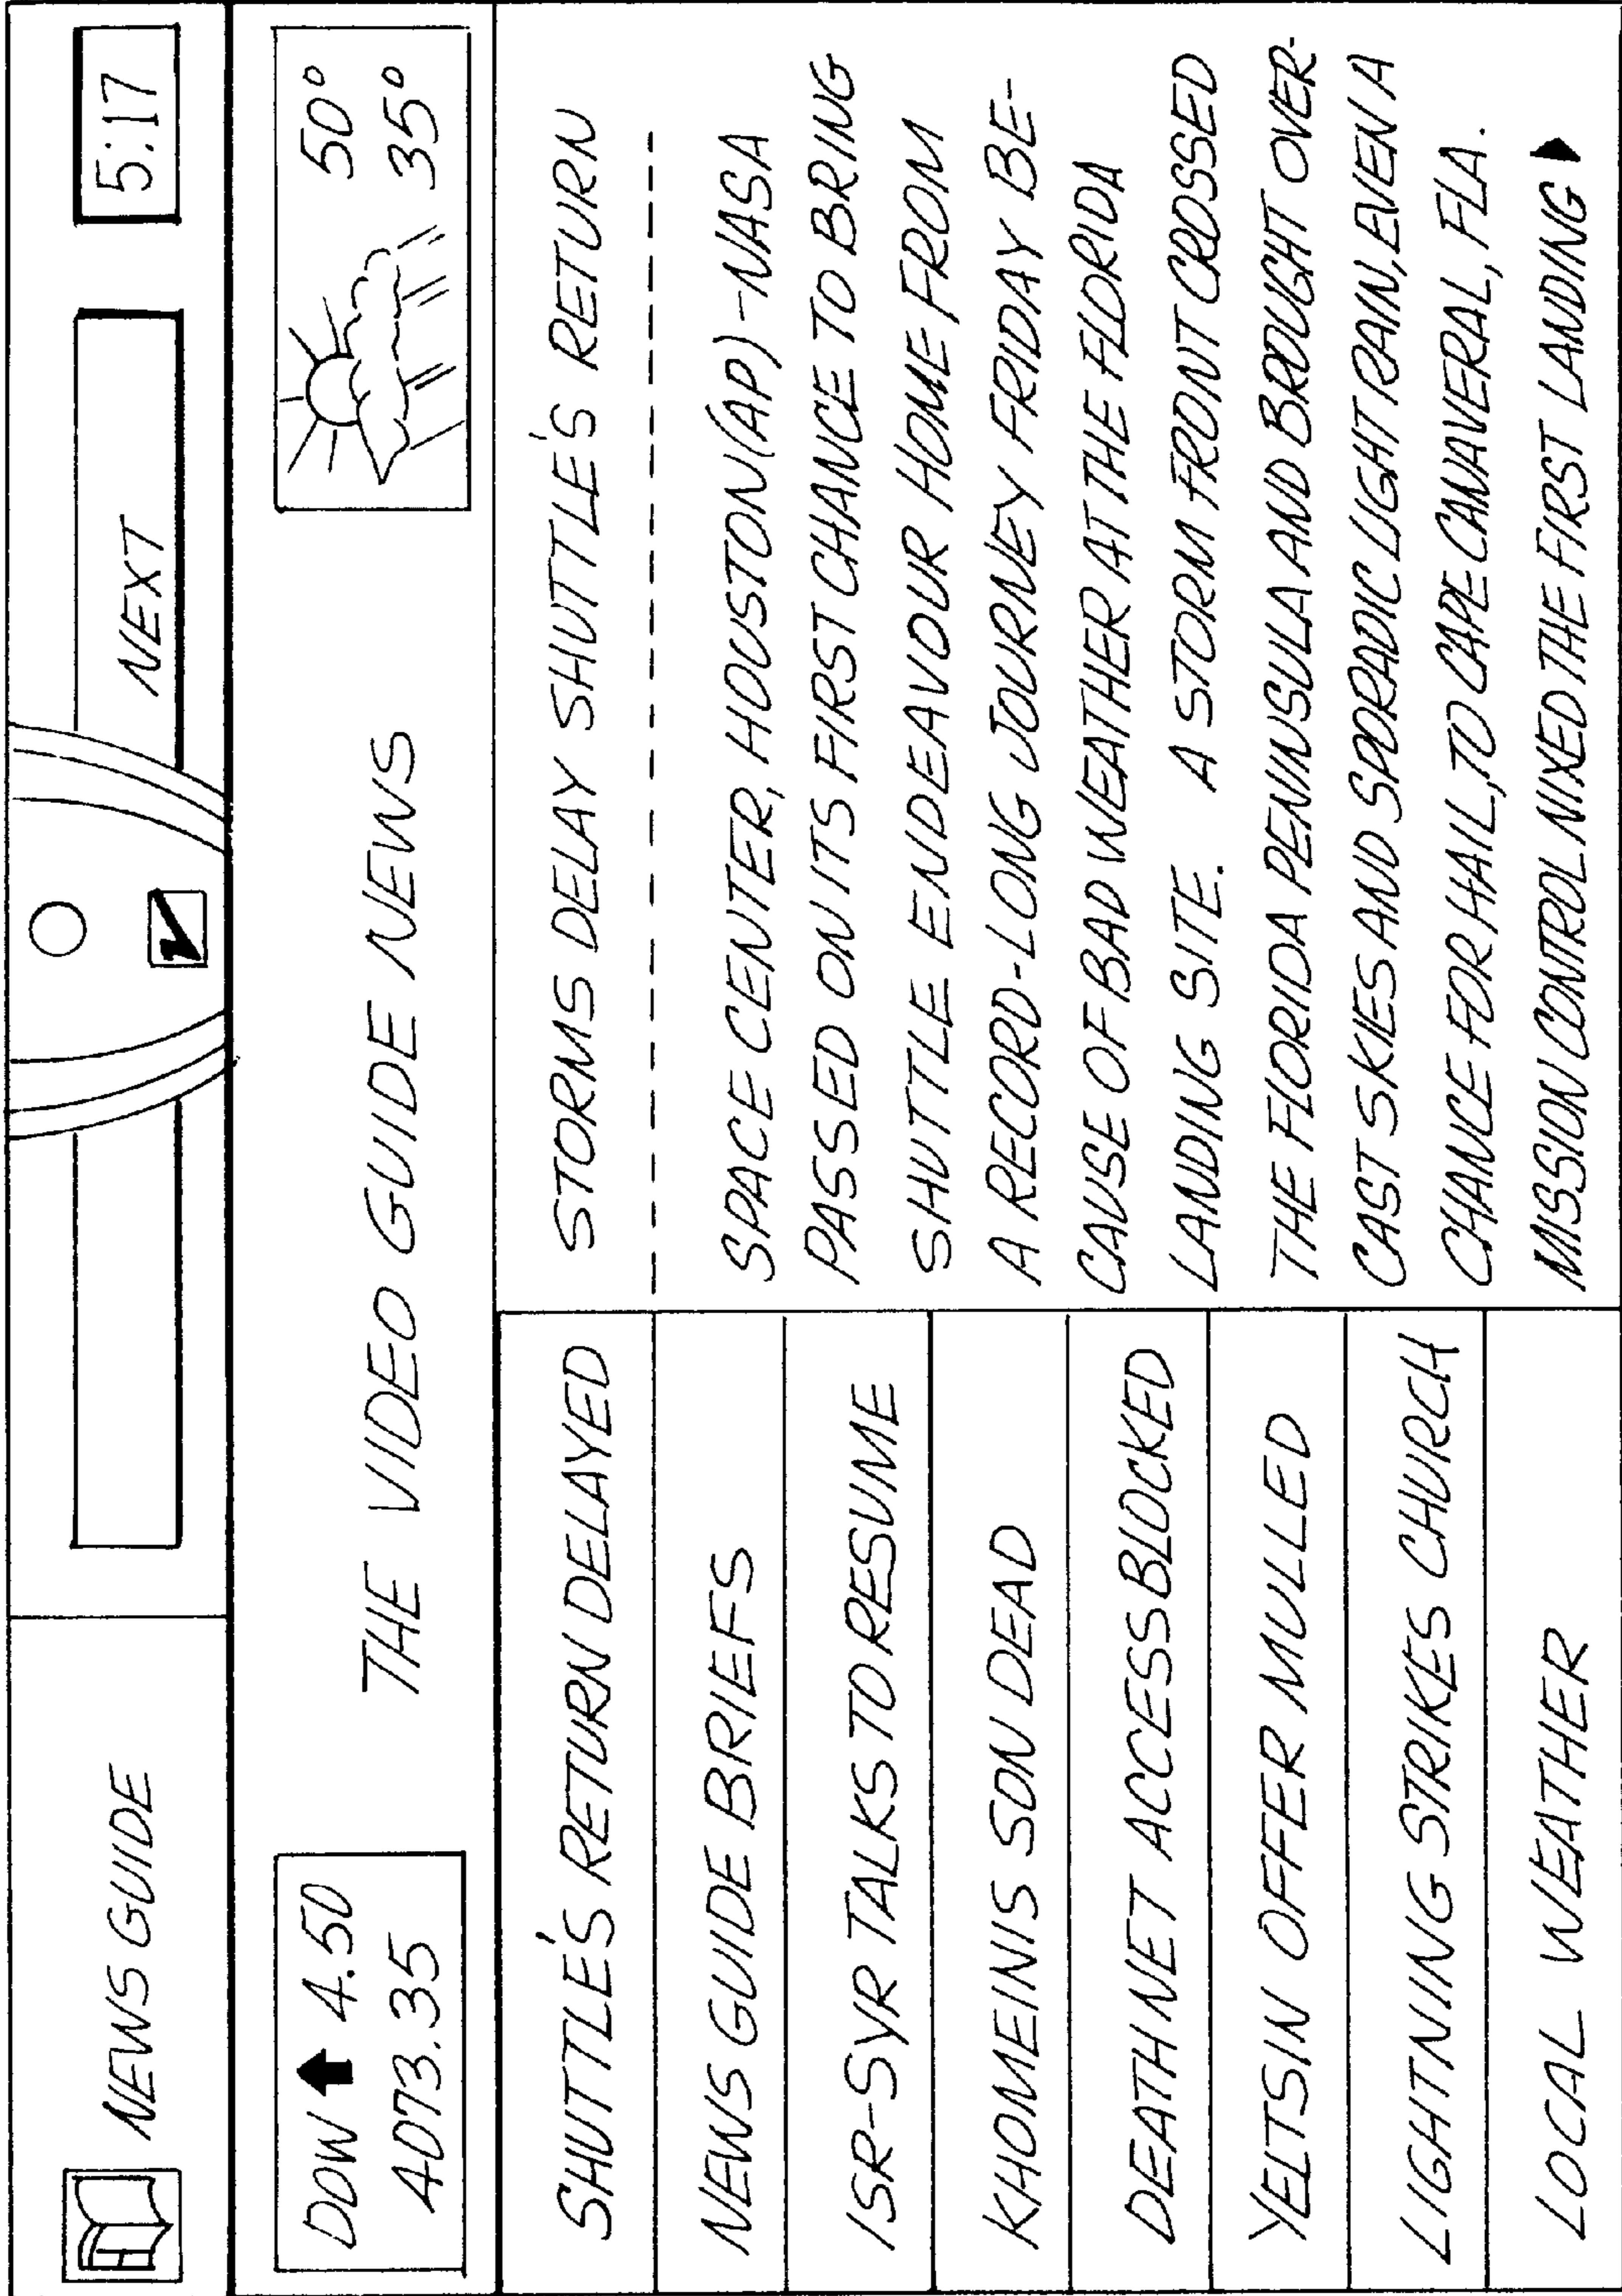 NEWS GUIDE
NEXT
5:17
DOW 4.50
4073.35
THE VIDEO GUIDE NEWS
50°
35°
SHUTTLE'S RETURN DELAYED
NEWS GUIDE BRIEFS
ISR-SYR TALKS TO RESUME
KHOMEINIS SON DEAD
DEATH NET ACCESS BLOCKED
YELTSIN OFFER MULLED
LIGHTNING STRIKES CHURCH
LOCAL WEATHER
STORMS DELAY SHUTTLE'S RETURN
SPACE CENTER, HOUSTON (AP) - NASA
PASSED ON ITS FIRST CHANCE TO BRING
SHUTTLE ENDEAVOUR HOME FROM
A RECORD-LONG JOURNEY FRIDAY BE-
CAUSE OF BAD WEATHER AT THE FLORIDA
LANDING SITE. A STORM FRONT CROSSED
THE FLORIDA PENINSULA AND BROUGHT OVER-
CAST SKIES AND SPORADIC LIGHT RAIN, EVEN A
CHANCE FOR HAIL, TO CAPE CANAVERAL, FLA.
MISSION CONTROL NIXED THE FIRST LANDING